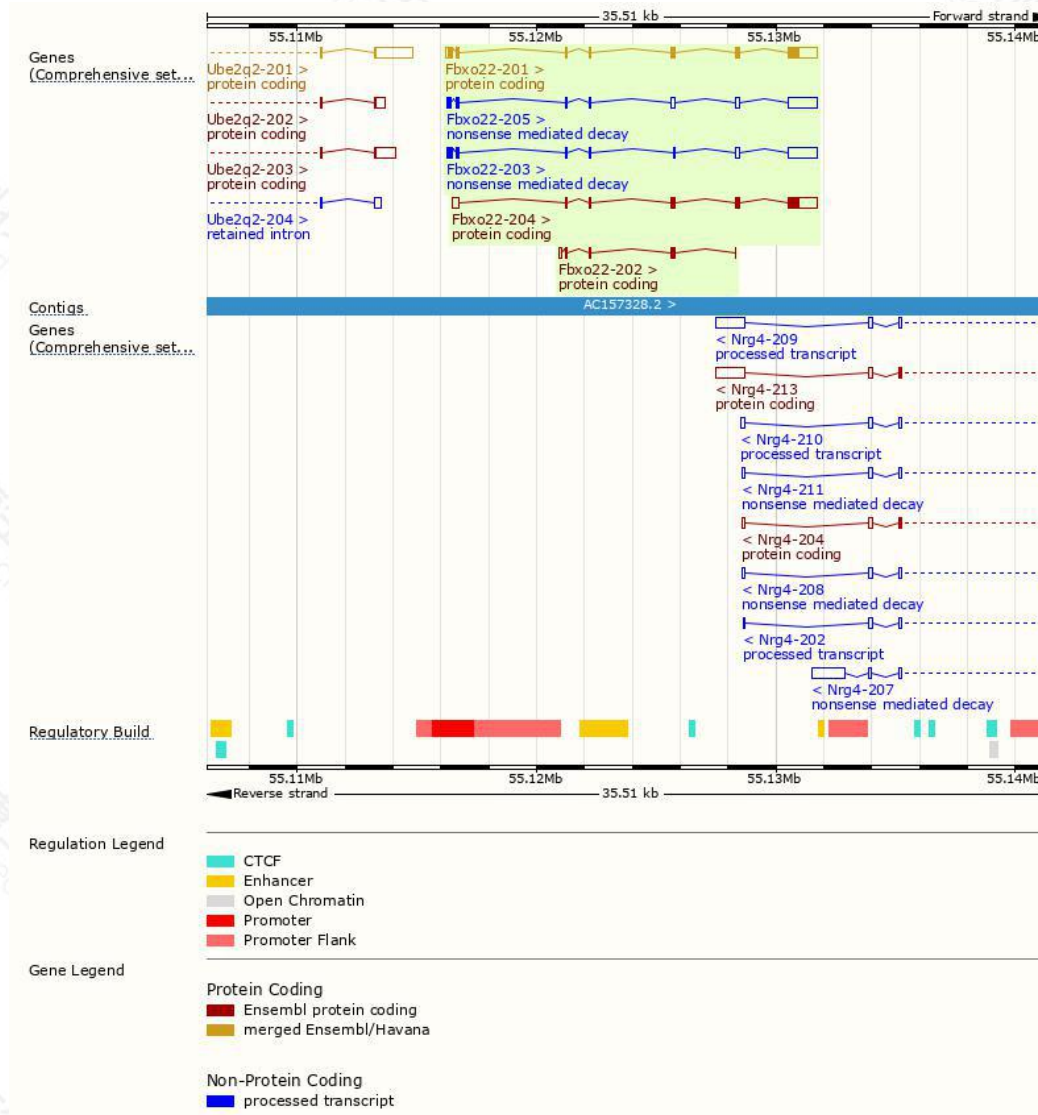 35.51 kb Forward strand
55.11Mb 55.12Mb 55.13Mb 55.14Mb
Genes
(Comprehensive set...
Ube2q2-201 >
protein coding
Fbxo22-201 >
protein coding
Ube2q2-202 >
protein coding
Fbxo22-205 >
nonsense mediated decay
Ube2q2-203 >
protein coding
Fbxo22-203 >
nonsense mediated decay
Ube2q2-204 >
retained intron
Fbxo22-204 >
protein coding
Fbxo22-202 >
protein coding
Contigs
AC157328.2 >
Genes
(Comprehensive set...
< Nrg4-209
processed transcript
< Nrg4-213
protein coding
< Nrg4-210
processed transcript
< Nrg4-211
nonsense mediated decay
< Nrg4-204
protein coding
< Nrg4-208
nonsense mediated decay
< Nrg4-202
processed transcript
< Nrg4-207
nonsense mediated decay
Regulatory Build
55.11Mb 55.12Mb 55.13Mb 55.14Mb
Reverse strand 35.51 kb
Regulation Legend
CTCF
Enhancer
Open Chromatin
Promoter
Promoter Flank
Gene Legend
Protein Coding
Ensembl protein coding
merged Ensembl/Havana
Non-Protein Coding
processed transcript